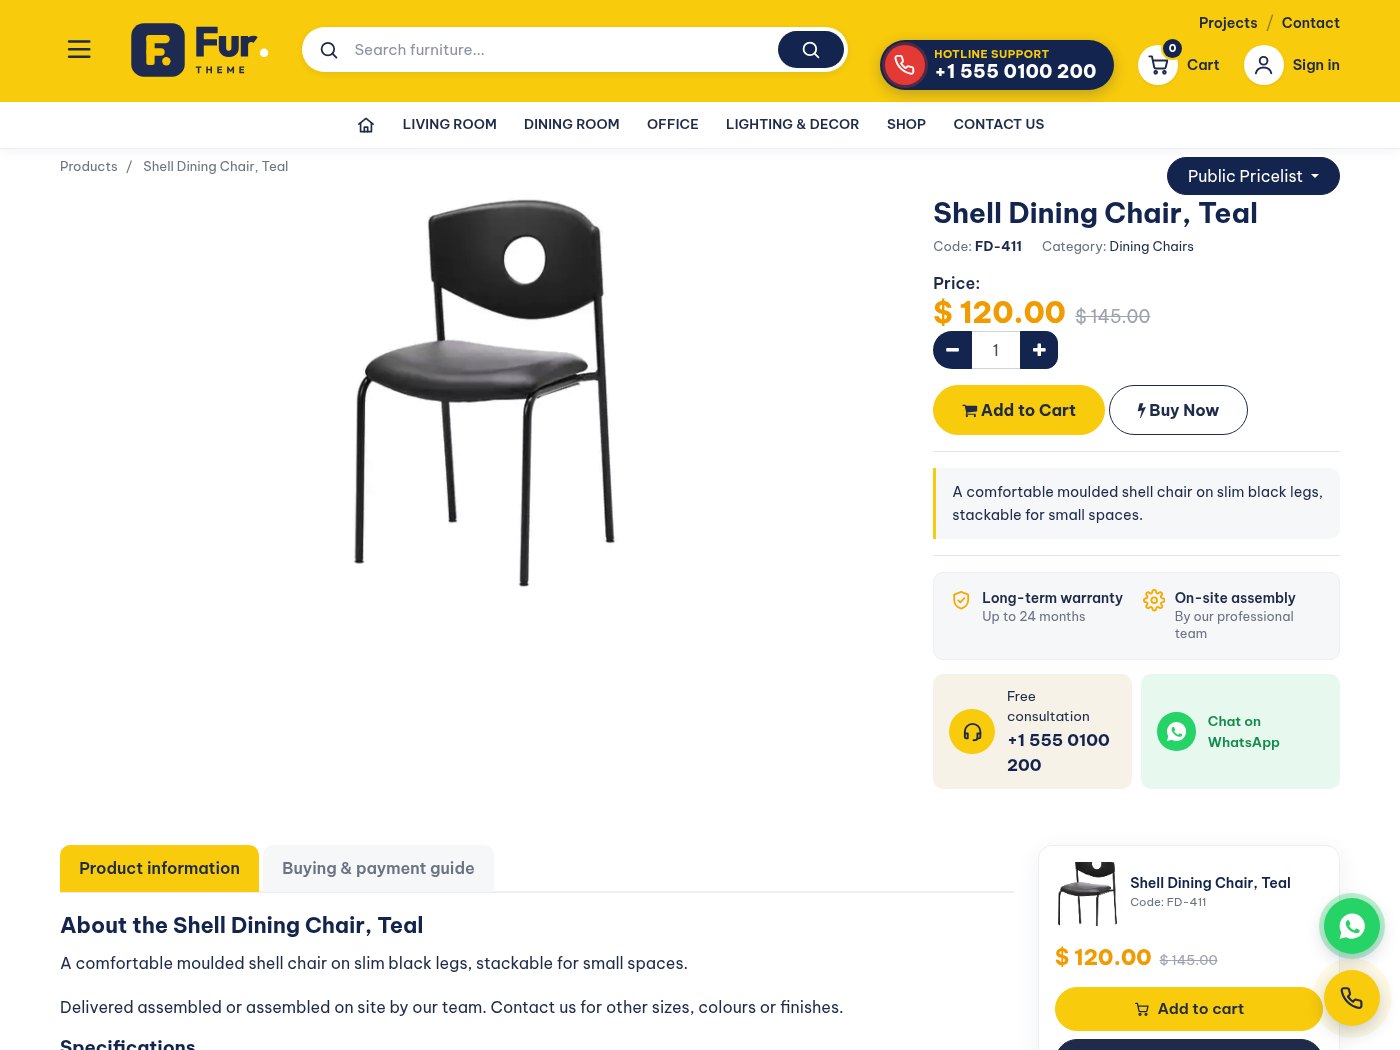 Projects / Contact
F. Fur.
THEME
Search furniture...
HOTLINE SUPPORT
+1 555 0100 200
0
Cart
Sign in
LIVING ROOM
DINING ROOM
OFFICE
LIGHTING & DECOR
SHOP
CONTACT US
Products / Shell Dining Chair, Teal
Public Pricelist
Shell Dining Chair, Teal
Code: FD-411
Category: Dining Chairs
Price:
$ 120.00 $ 145.00
1
Add to Cart
Buy Now
A comfortable moulded shell chair on slim black legs,
stackable for small spaces.
Long-term warranty
Up to 24 months
On-site assembly
By our professional
team
Free
consultation
+1 555 0100
200
Chat on
WhatsApp
Product information
Buying & payment guide
About the Shell Dining Chair, Teal
A comfortable moulded shell chair on slim black legs, stackable for small spaces.
Delivered assembled or assembled on site by our team. Contact us for other sizes, colours or finishes.
Specifications
Shell Dining Chair, Teal
Code: FD-411
$ 120.00 $ 145.00
Add to cart